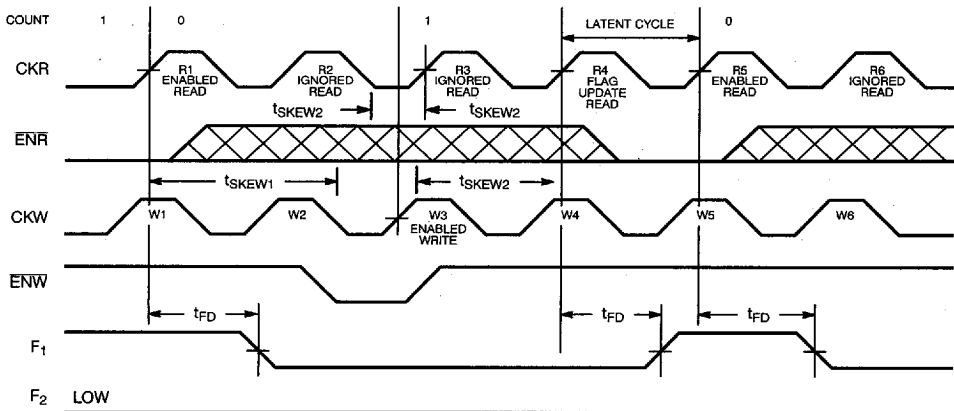 COUNT 1 0 1 LATENT CYCLE 0
CKR
R1 ENABLED READ
R2 IGNORED READ
R3 IGNORED READ
R4 FLAG UPDATE READ
R5 ENABLED READ
R6 IGNORED READ
tSKEW2 tSKEW2
ENR
tSKEW1 tSKEW2
CKW
W1
W2
W3 ENABLED WRITE
W4
W5
W6
ENW
tFD tFD tFD
F1
F2 LOW